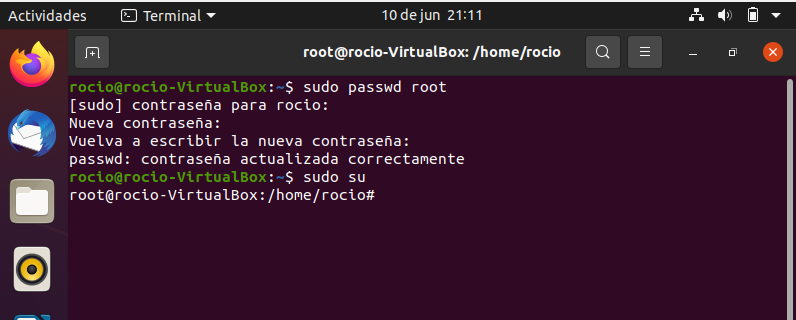 Actividades Terminal 10 de jun 21:11
root@rocio-VirtualBox: /home/rocio
rocio@rocio-VirtualBox:~$ sudo passwd root
[sudo] contraseña para rocio:
Nueva contraseña:
Vuelva a escribir la nueva contraseña:
passwd: contraseña actualizada correctamente
rocio@rocio-VirtualBox:~$ sudo su
root@rocio-VirtualBox:/home/rocio#